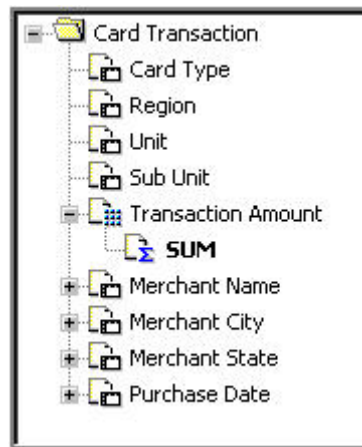 Card Transaction
Card Type
Region
Unit
Sub Unit
Transaction Amount
SUM
Merchant Name
Merchant City
Merchant State
Purchase Date